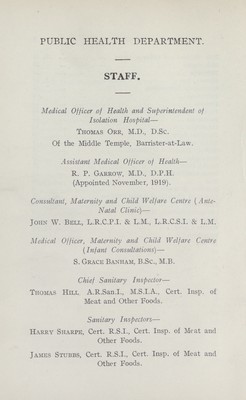 PUBLIC HEALTH DEPARTMENT.
STAFF.
Medical Officer of Health and Superintendent of
Isolation Hospital—
THOMAS ORR, M.D., D.Sc.
Of the Middle Temple, Barrister-at-Law.
Assistant Medical Officer of Health—
R. P. GARROW, M.D., D.P.H.
(Appointed November, 1919).
Consultant, Maternity and Child Welfare Centre (Ante-
Natal Clinic)—
JOHN W. BELL, L.R.C.P.I. & L.M., L.R.C.S.I. & L.M.
Medical Officer, Maternity and Child Welfare Centre
(Infant Consultations)—
S. GRACE BANHAM, B.Sc., M.B.
Chief Sanitary Inspector—
THOMAS HILL, A.R.San.I., M.S.I.A., Cert. Insp. of
Meat and Other Foods.
Sanitary Inspectors—
HARRY SHARPE, Cert. R.S.I., Cert. Insp. of Meat and
Other Foods.
JAMES STUBBS, Cert. R.S.I., Cert. Insp. of Meat and
Other Foods.